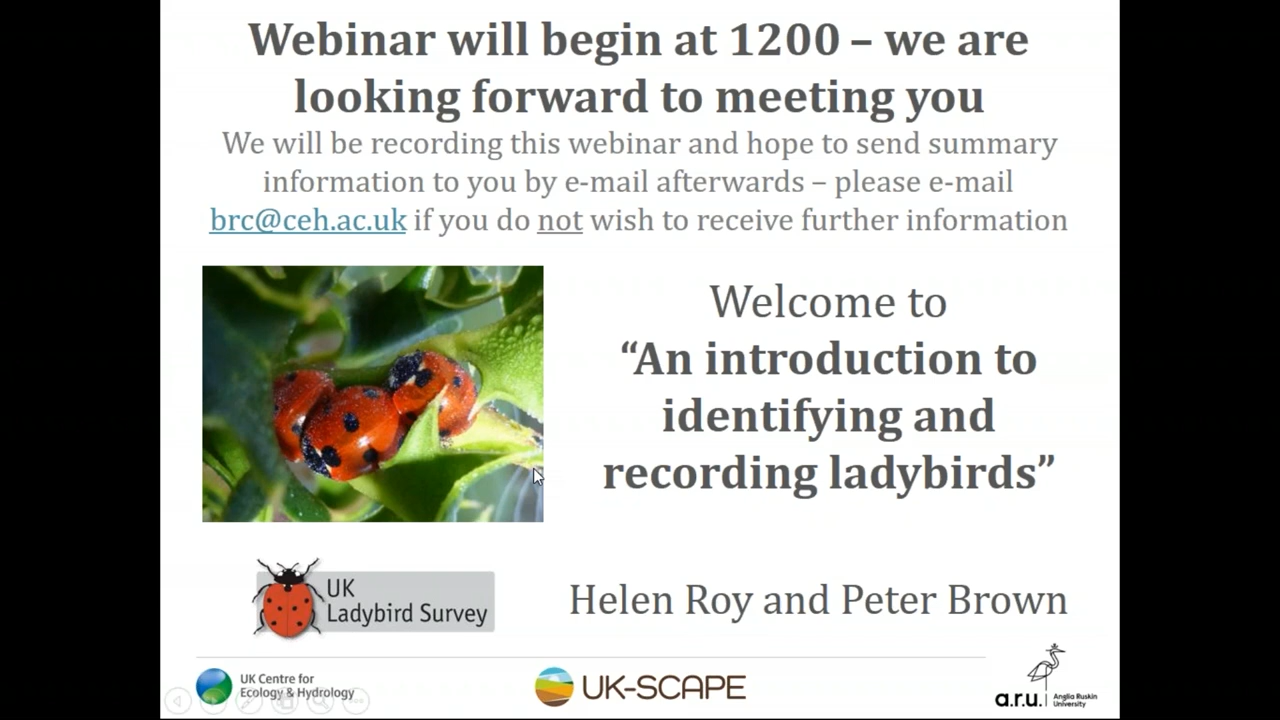 Webinar will begin at 1200 – we are
looking forward to meeting you
We will be recording this webinar and hope to send summary
information to you by e-mail afterwards – please e-mail
brc@ceh.ac.uk if you do not wish to receive further information
Welcome to
“An introduction to
identifying and
recording ladybirds”
UK
Ladybird Survey
Helen Roy and Peter Brown
UK Centre for
Ecology & Hydrology
UK-SCAPE
a.r.u.
Anglia Ruskin
University